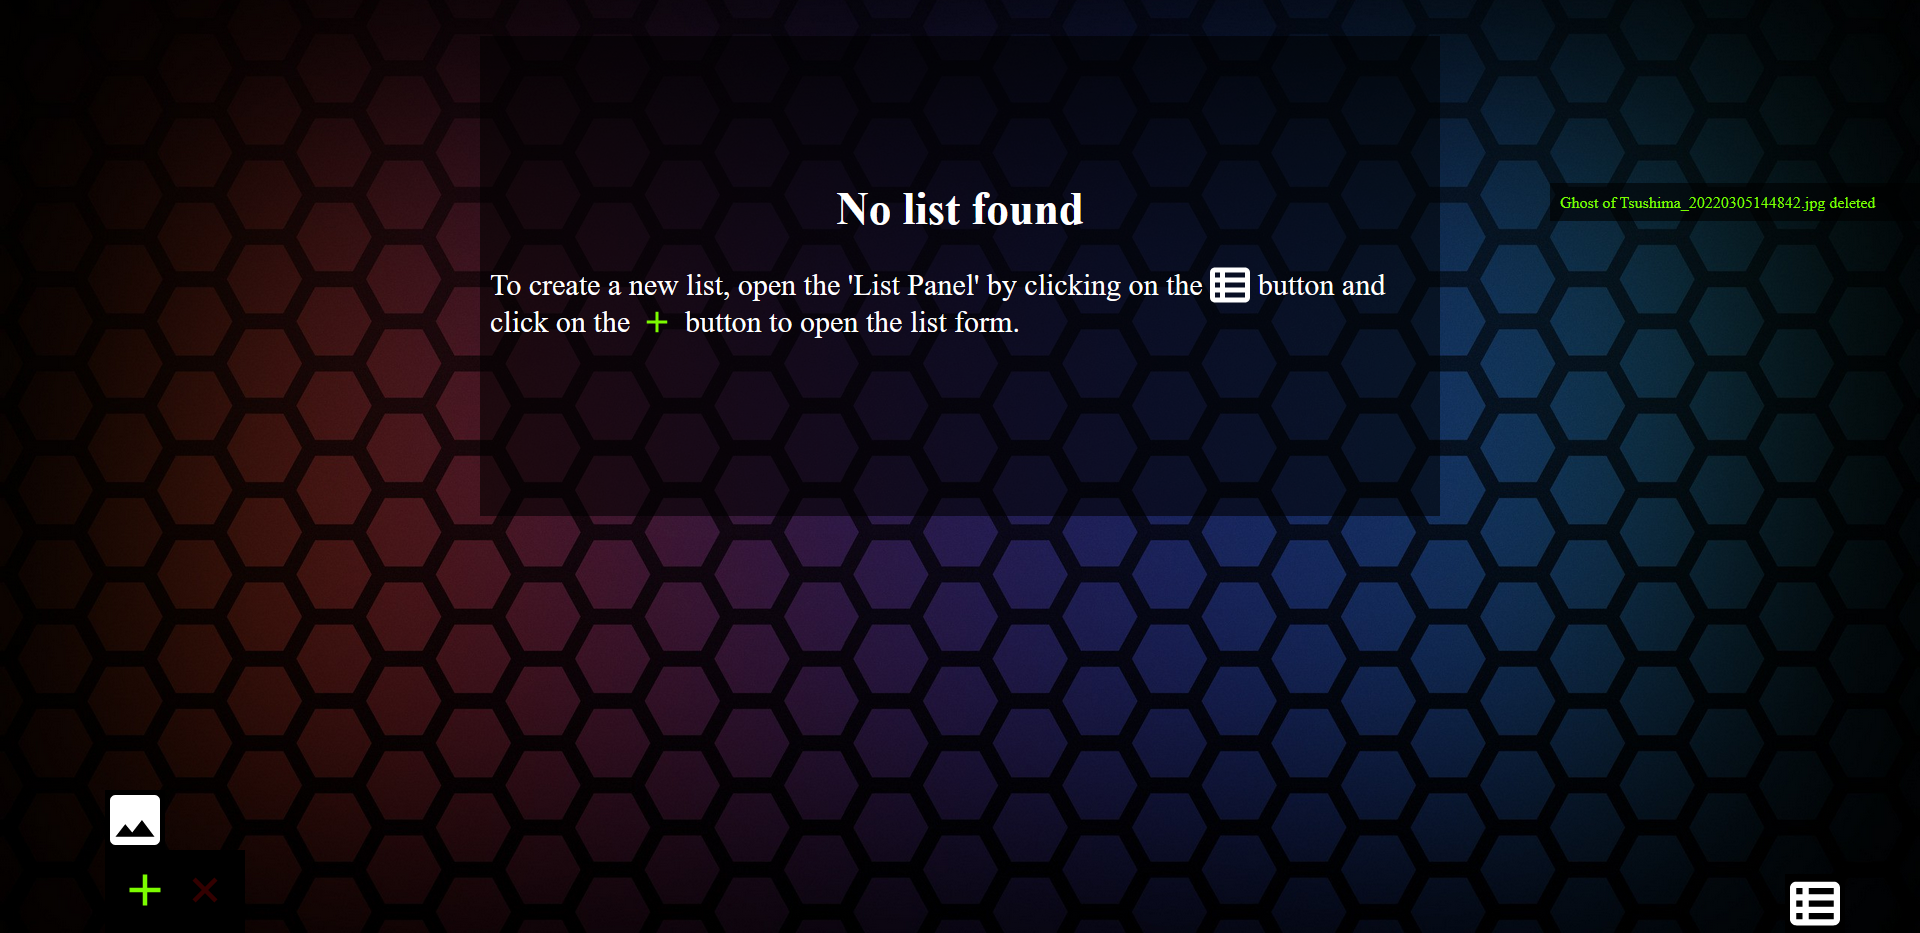 No list found
Ghost of Tsushima_20220305144842.jpg deleted
To create a new list, open the 'List Panel' by clicking on the button and
click on the + button to open the list form.